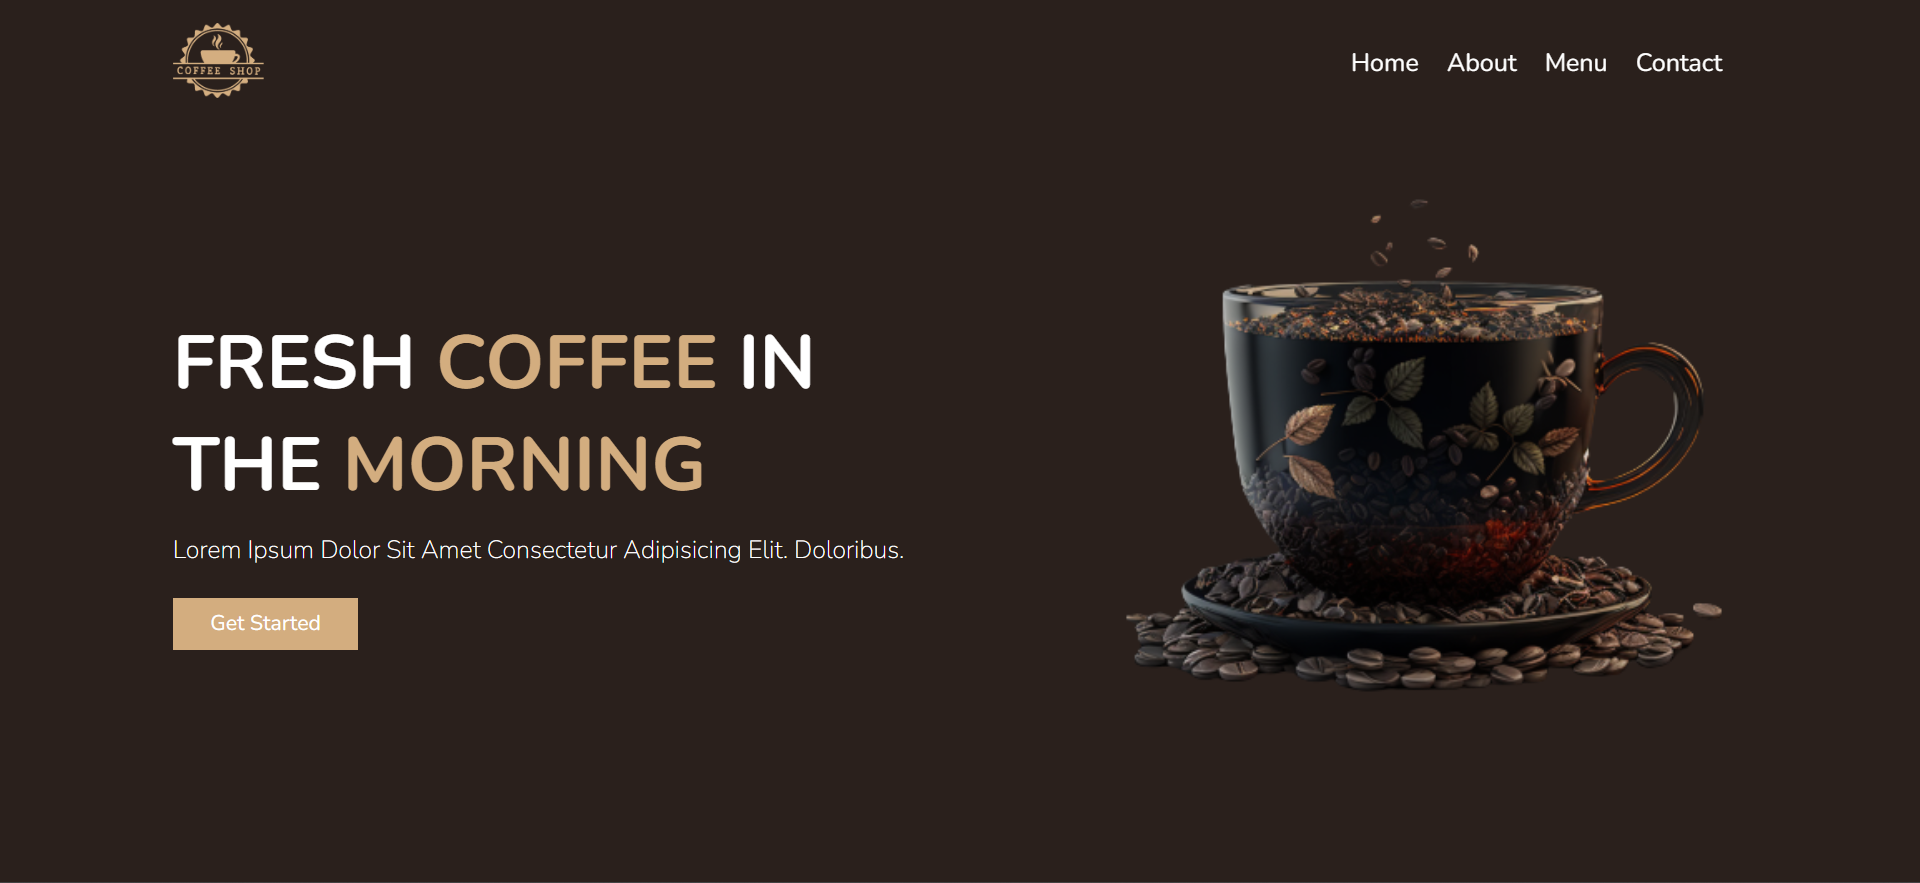 COFFEE SHOP
Home About Menu Contact
FRESH COFFEE IN
THE MORNING
Lorem Ipsum Dolor Sit Amet Consectetur Adipisicing Elit. Doloribus.
Get Started